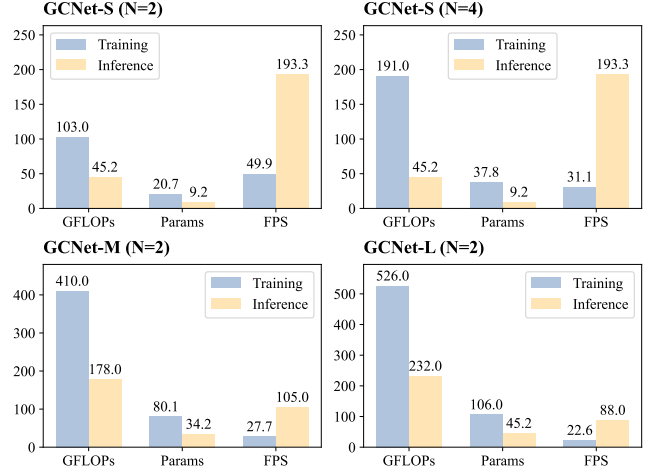 GCNet-S (N=2)
250
200
150
100
50
0
Training
Inference
103.0
45.2
20.7
9.2
49.9
193.3
GFLOPs
Params
FPS
GCNet-S (N=4)
250
200
150
100
50
0
Training
Inference
191.0
45.2
37.8
9.2
31.1
193.3
GFLOPs
Params
FPS
GCNet-M (N=2)
400
300
200
100
0
Training
Inference
410.0
178.0
80.1
34.2
27.7
105.0
GFLOPs
Params
FPS
GCNet-L (N=2)
500
400
300
200
100
0
Training
Inference
526.0
232.0
106.0
45.2
22.6
88.0
GFLOPs
Params
FPS